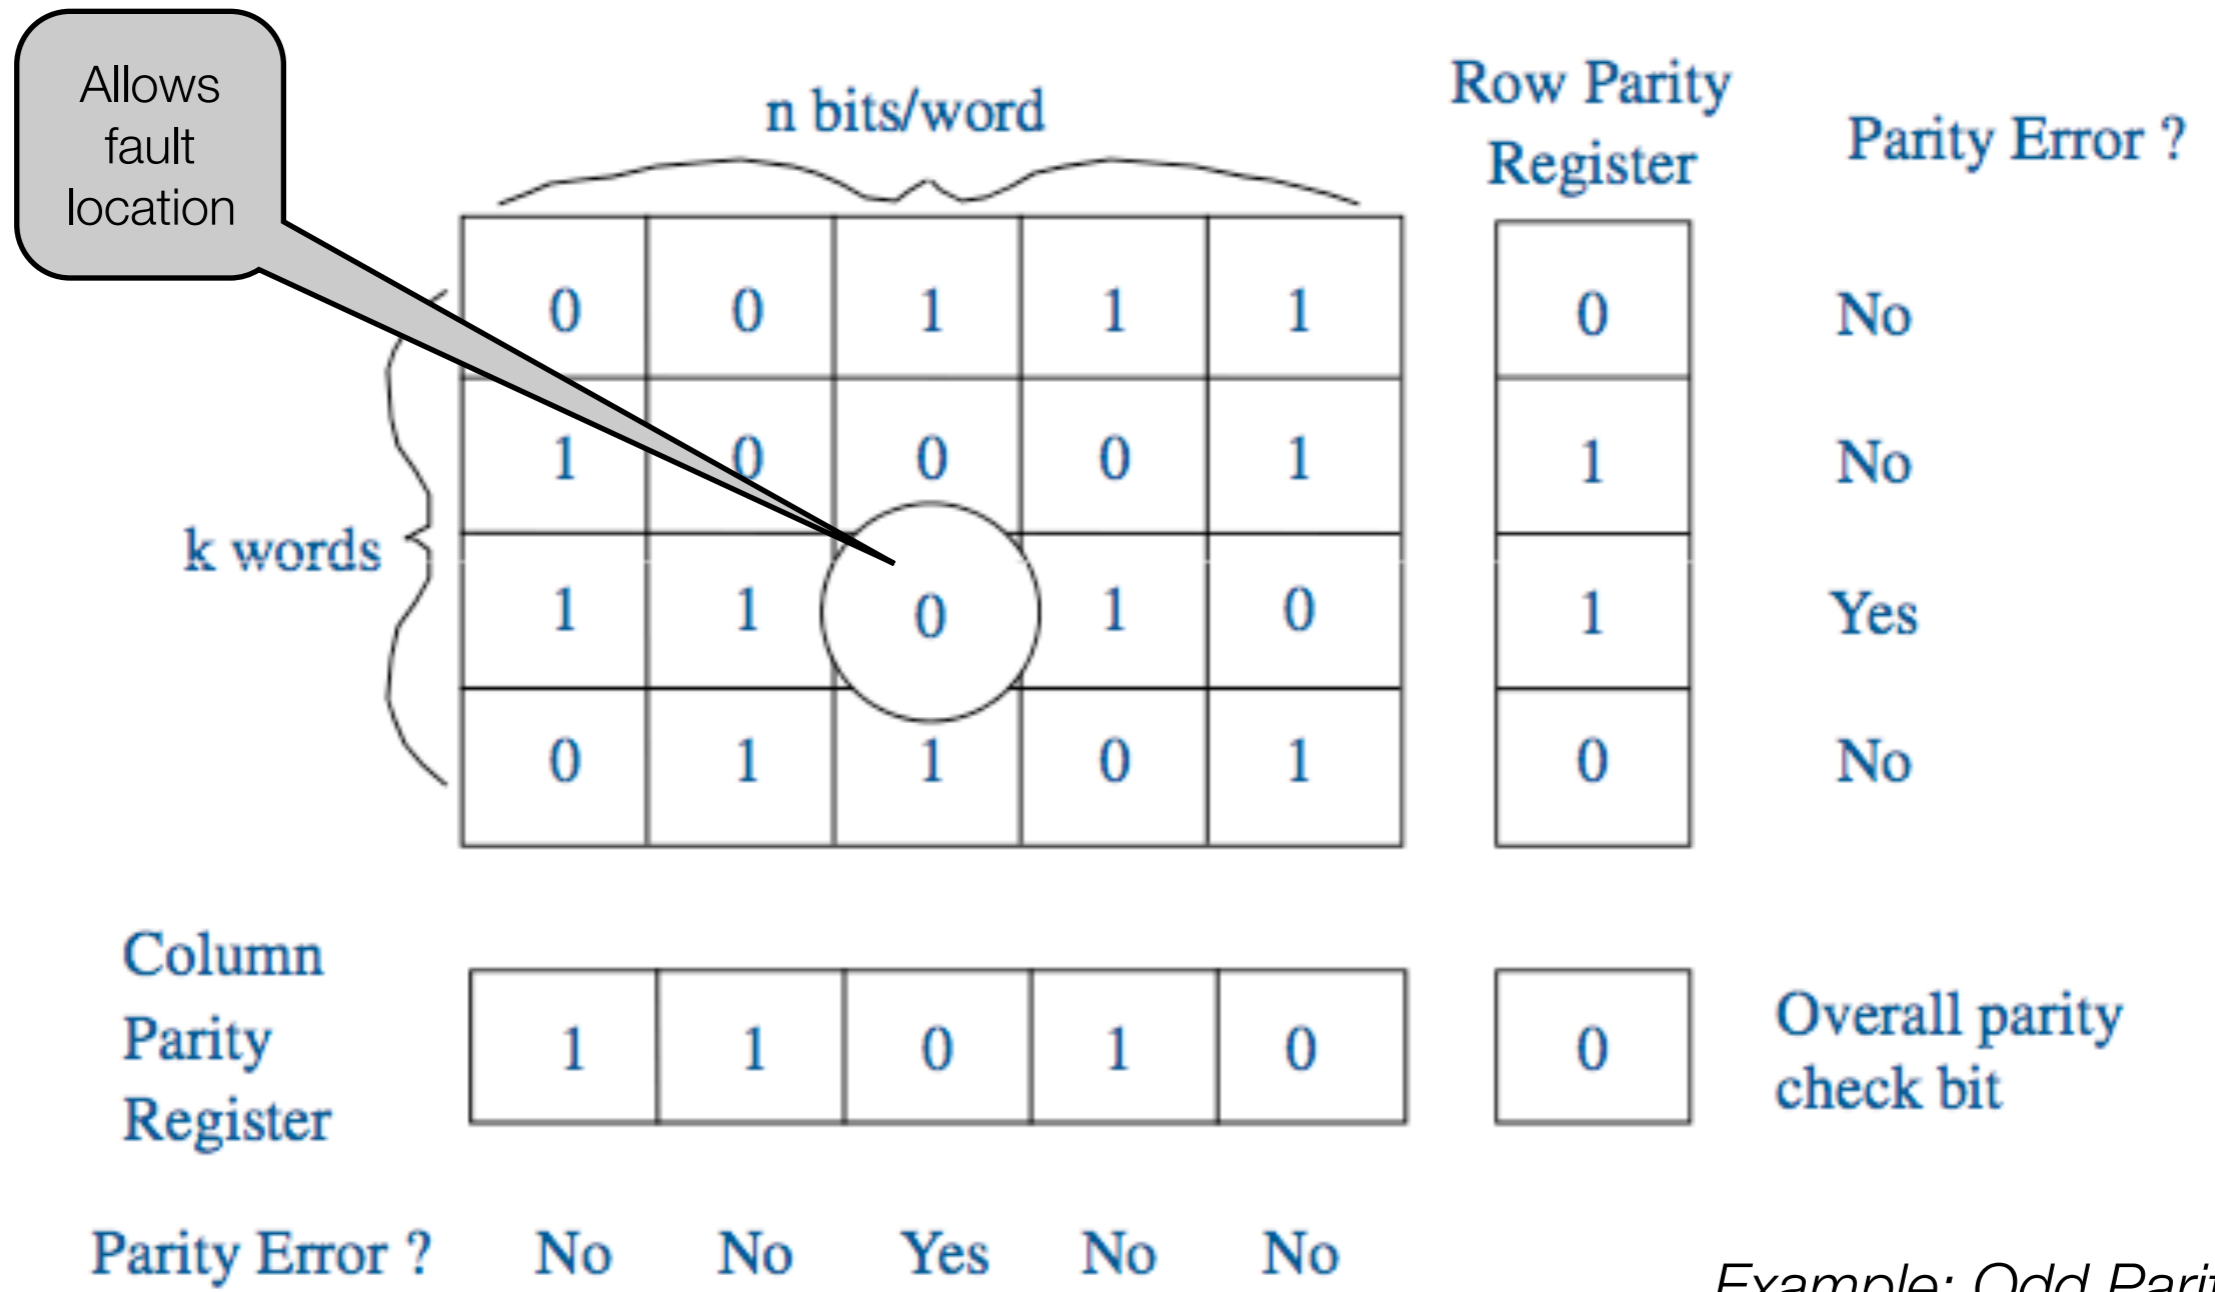 Allows
fault
location
n bits/word
Row Parity
Register
Parity Error ?
0 0 1 1 1 0 No
1 0 0 0 1 1 No
k words
1 1 0 1 0 1 Yes
0 1 1 0 1 0 No
Column
Parity
Register
1 1 0 1 0 0
Overall parity
check bit
Parity Error ? No No Yes No No
Example: Odd